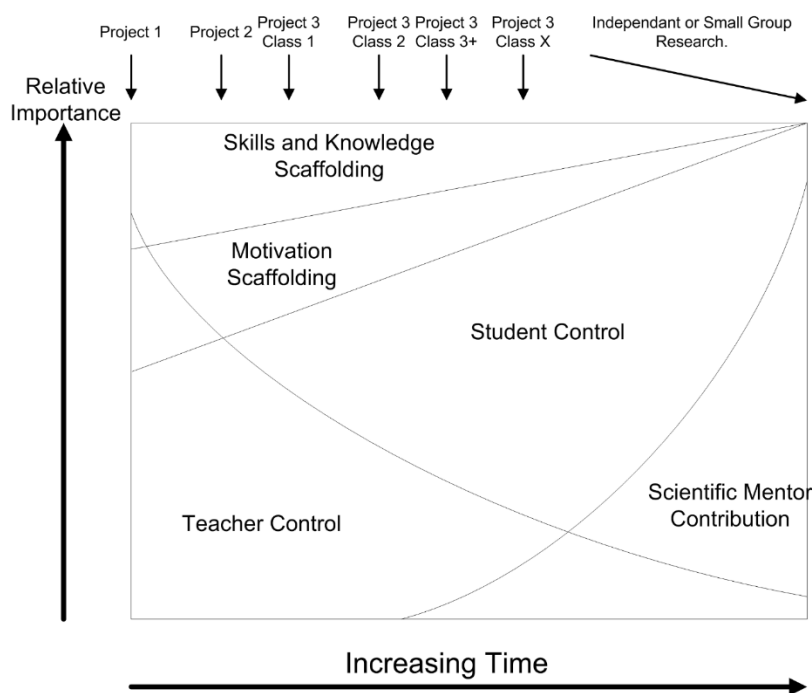 Project 1
Project 2
Project 3
Class 1
Project 3
Class 2
Project 3
Class 3+
Project 3
Class X
Independant or Small Group
Research.
Relative
Importance
Skills and Knowledge
Scaffolding
Motivation
Scaffolding
Student Control
Teacher Control
Scientific Mentor
Contribution
Increasing Time